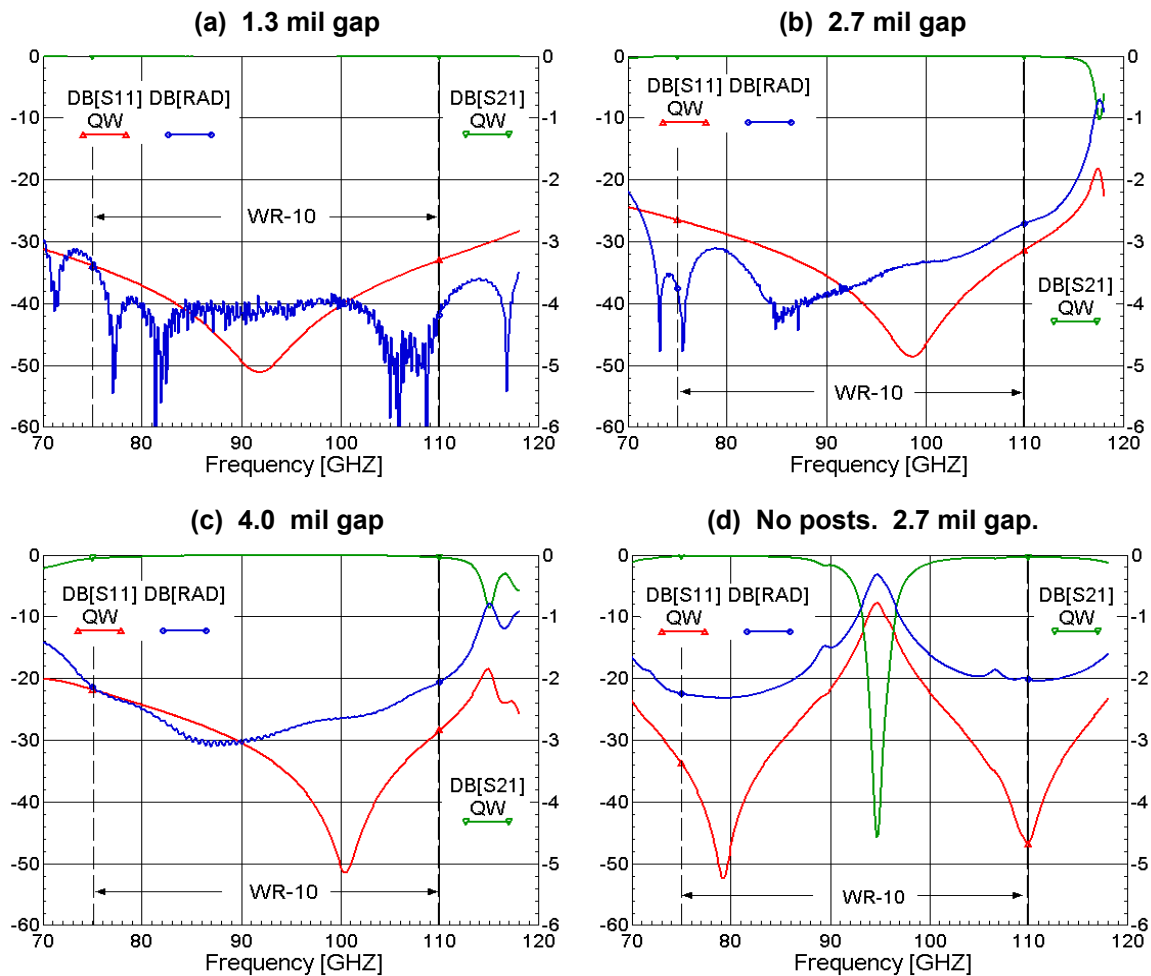 (a) 1.3 mil gap
0
-10
-20
-30
-40
-50
-60
0
-1
-2
-3
-4
-5
-6
DB[S11] DB[RAD]
QW
DB[S21]
QW
WR-10
70 80 90 100 110 120
Frequency [GHZ]
(b) 2.7 mil gap
0
-10
-20
-30
-40
-50
-60
0
-1
-2
-3
-4
-5
-6
DB[S11] DB[RAD]
QW
DB[S21]
QW
WR-10
70 80 90 100 110 120
Frequency [GHZ]
(c) 4.0 mil gap
0
-10
-20
-30
-40
-50
-60
0
-1
-2
-3
-4
-5
-6
DB[S11] DB[RAD]
QW
DB[S21]
QW
WR-10
70 80 90 100 110 120
Frequency [GHZ]
(d) No posts. 2.7 mil gap.
0
-10
-20
-30
-40
-50
-60
0
-1
-2
-3
-4
-5
-6
DB[S11] DB[RAD]
QW
DB[S21]
QW
WR-10
70 80 90 100 110 120
Frequency [GHZ]